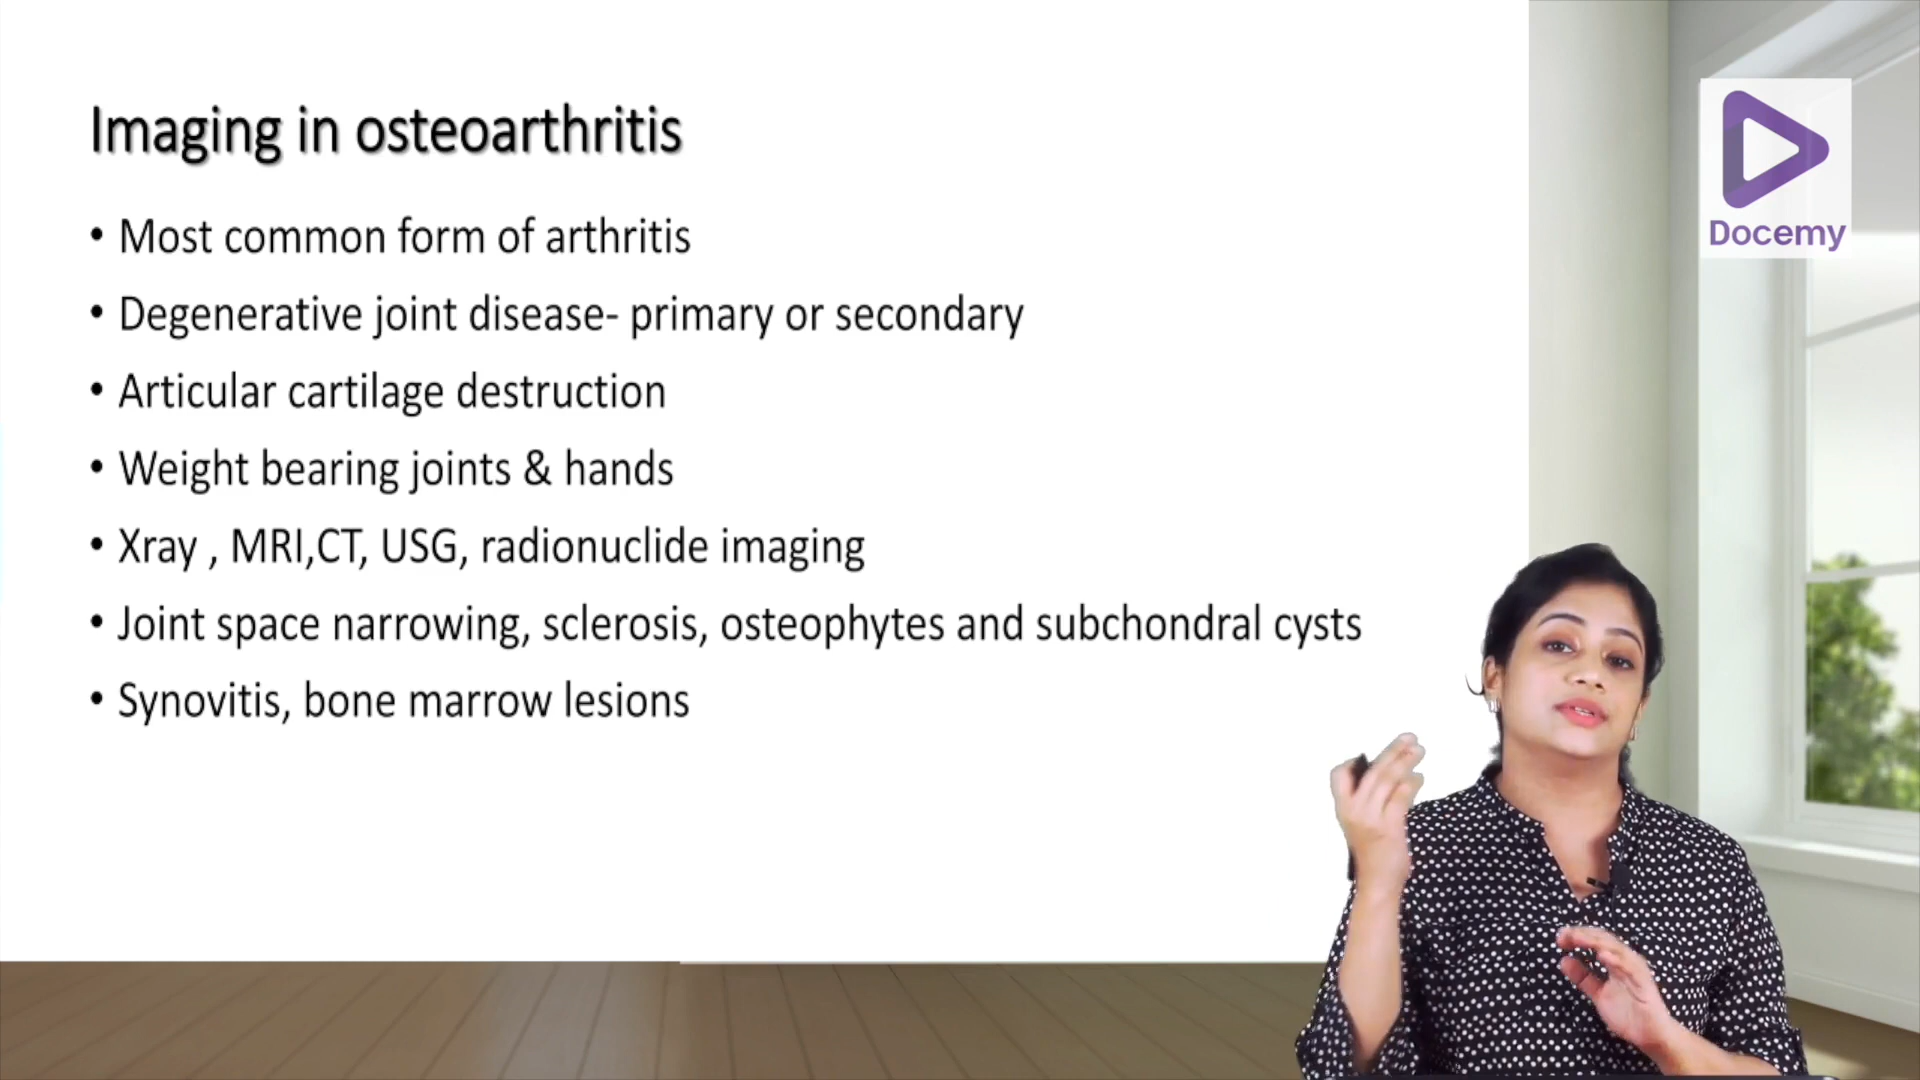 Imaging in osteoarthritis
• Most common form of arthritis
• Degenerative joint disease- primary or secondary
• Articular cartilage destruction
• Weight bearing joints & hands
• Xray , MRI,CT, USG, radionuclide imaging
• Joint space narrowing, sclerosis, osteophytes and subchondral cysts
• Synovitis, bone marrow lesions
Docemy